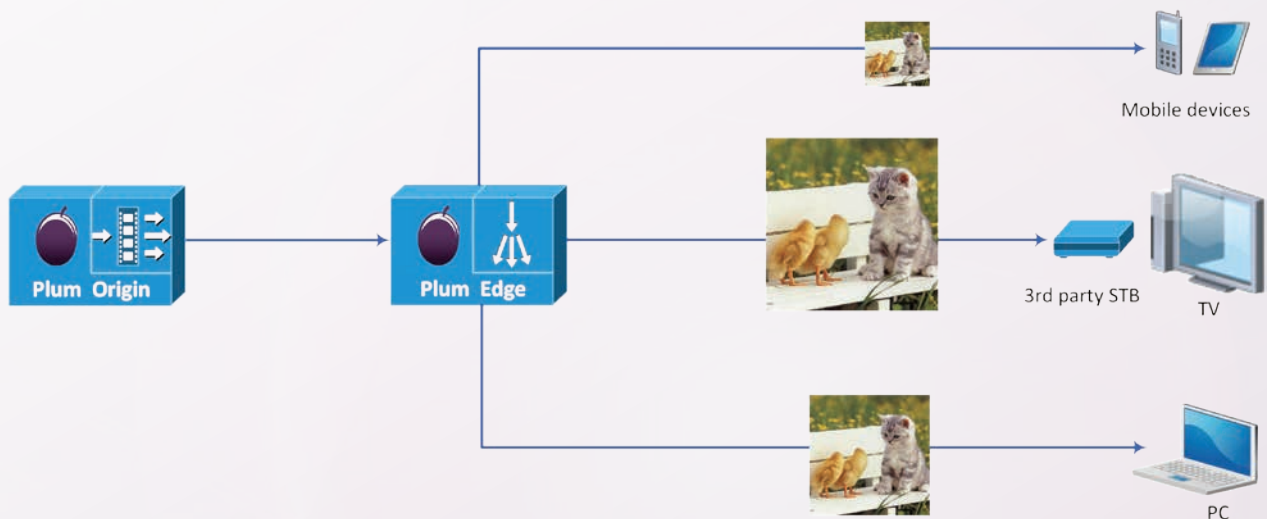 Mobile devices
Plum Origin
Plum Edge
3rd party STB
TV
PC